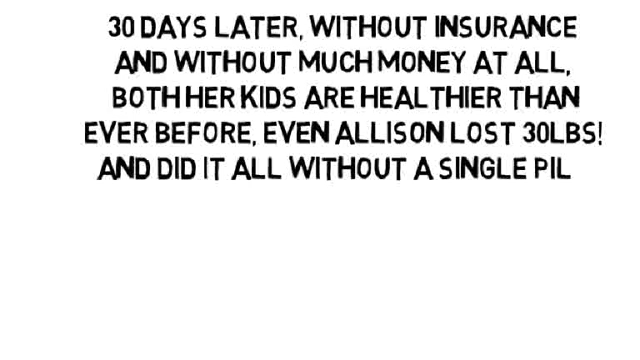 30 DAYS LATER, WITHOUT INSURANCE
AND WITHOUT MUCH MONEY AT ALL,
BOTH HER KIDS ARE HEALTHIER THAN
EVER BEFORE, EVEN ALLISON LOST 30LBS!
AND DID IT ALL WITHOUT A SINGLE PIL